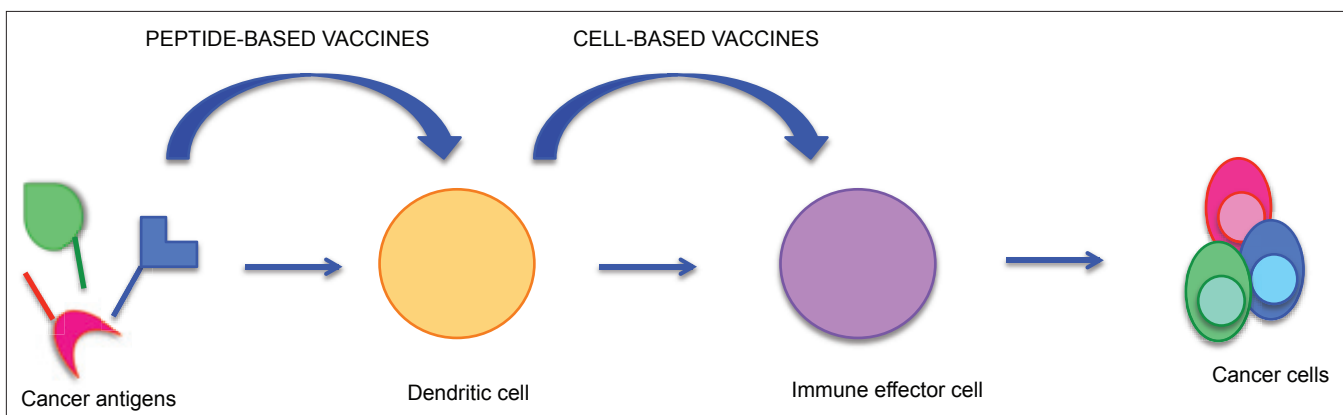 PEPTIDE-BASED VACCINES
CELL-BASED VACCINES
Cancer antigens
Dendritic cell
Immune effector cell
Cancer cells